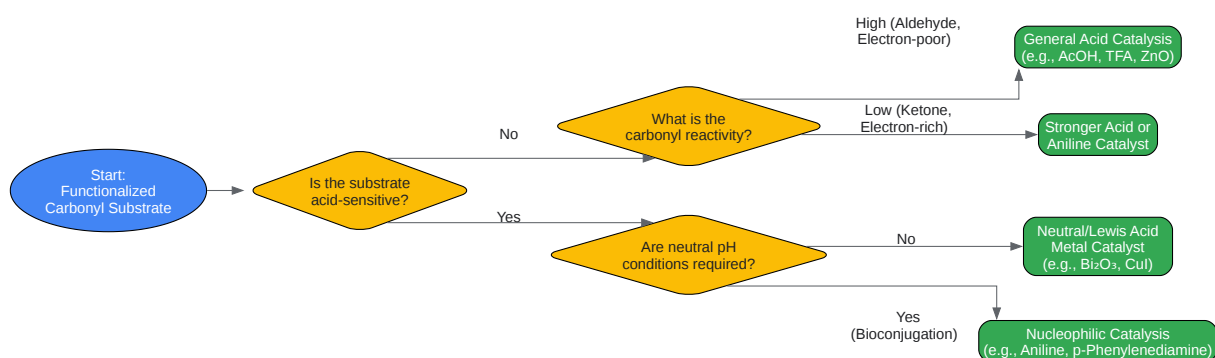 Start:
Functionalized
Carbonyl Substrate
Is the substrate
acid-sensitive?
No
Yes
What is the
carbonyl reactivity?
High (Aldehyde,
Electron-poor)
General Acid Catalysis
(e.g., AcOH, TFA, ZnO)
Low (Ketone,
Electron-rich)
Stronger Acid or
Aniline Catalyst
Are neutral pH
conditions required?
No
Neutral/Lewis Acid
Metal Catalyst
(e.g., Bi₂O₃, CuI)
Yes
(Bioconjugation)
Nucleophilic Catalysis
(e.g., Aniline, p-Phenylenediamine)